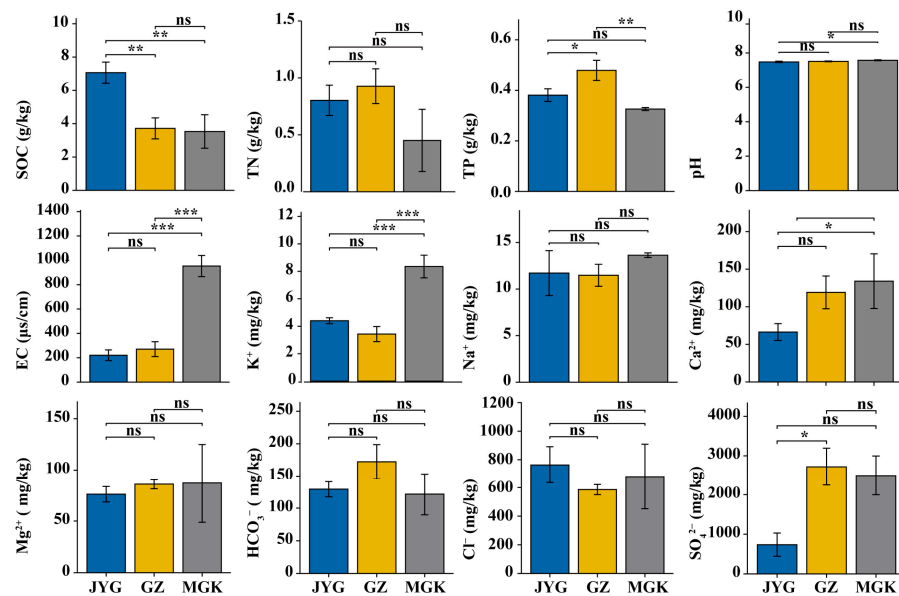 ns
**
**
SOC (g/kg)
8
6
4
2
0
ns
ns
ns
TN (g/kg)
1.5
1.0
0.5
0.0
**
ns
*
TP (g/kg)
0.6
0.4
0.2
0.0
ns
*
ns
pH
8
6
4
2
0
***
***
ns
EC (μs/cm)
1400
1200
1000
800
600
400
200
0
***
***
ns
K⁺ (mg/kg)
12
10
8
6
4
2
0
ns
ns
ns
Na⁺ (mg/kg)
20
15
10
5
0
*
ns
Ca²⁺ (mg/kg)
200
150
100
50
0
ns
ns
ns
Mg²⁺ ( mg/kg)
150
100
75
50
25
0
JYG GZ MGK
ns
ns
ns
HCO₃⁻ ( mg/kg)
250
200
150
100
50
0
JYG GZ MGK
ns
ns
ns
Cl⁻ (mg/kg)
1200
1000
800
600
400
200
0
JYG GZ MGK
ns
ns
*
SO₄²⁻ (mg/kg)
4000
3000
2000
1000
0
JYG GZ MGK